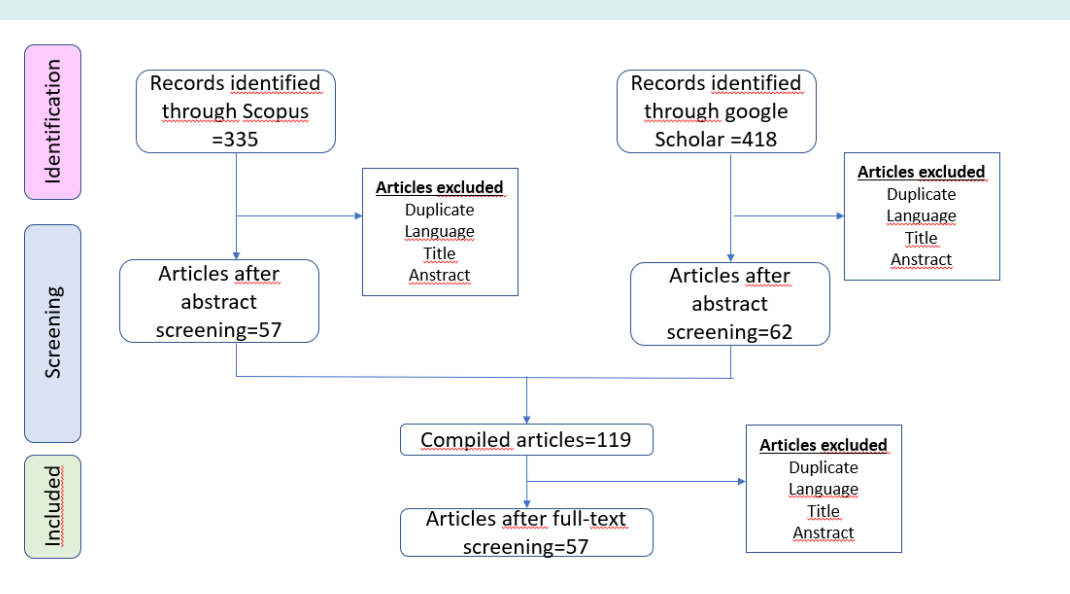 Identification
Records identified
through Scopus
=335
Records identified
through google
Scholar =418
Articles excluded
Duplicate
Language
Title
Anstract
Articles excluded
Duplicate
Language
Title
Anstract
Screening
Articles after
abstract
screening=57
Articles after
abstract
screening=62
Compiled articles=119
Included
Articles after full-text
screening=57
Articles excluded
Duplicate
Language
Title
Anstract